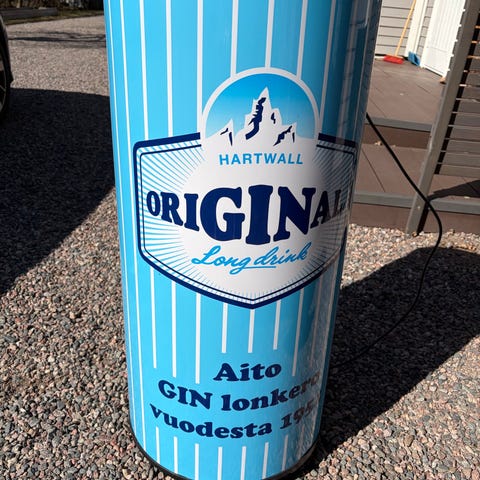 HARTWALL
ORIGINAL
Long drink
Aito
GIN lonkero
vuodesta